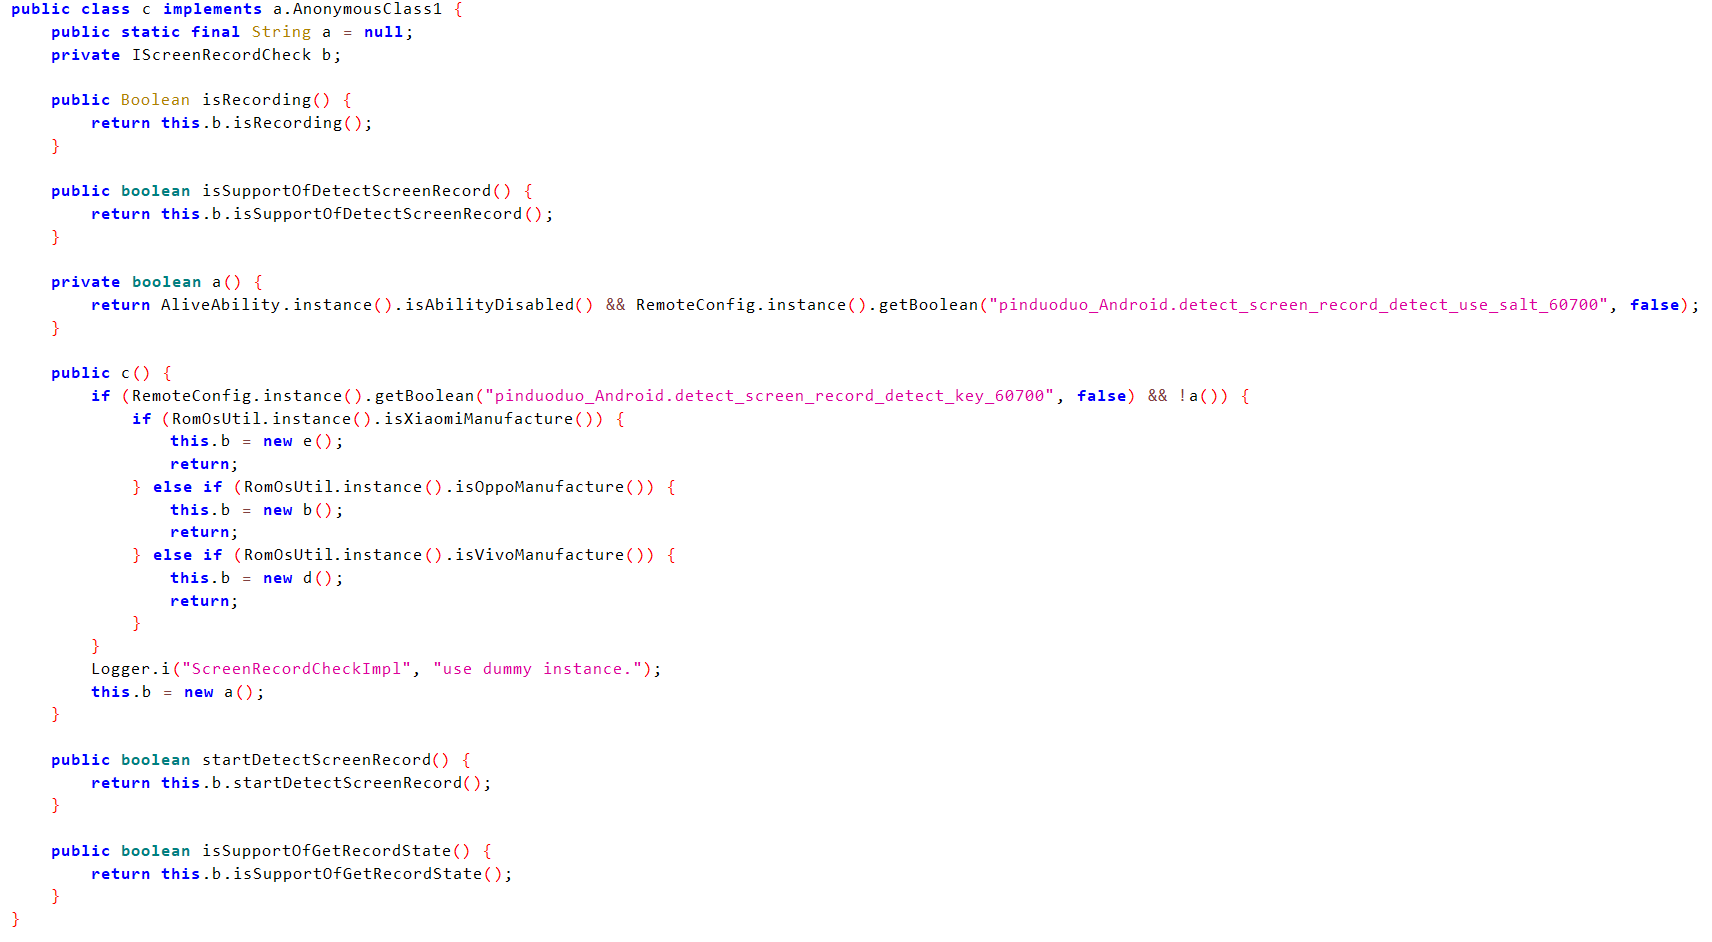 public class c implements a.AnonymousClass1 {
    public static final String a = null;
    private IScreenRecordCheck b;

    public Boolean isRecording() {
        return this.b.isRecording();
    }

    public boolean isSupportOfDetectScreenRecord() {
        return this.b.isSupportOfDetectScreenRecord();
    }

    private boolean a() {
        return AliveAbility.instance().isAbilityDisabled() && RemoteConfig.instance().getBoolean("pinduoduo_Android.detect_screen_record_detect_use_salt_60700", false);
    }

    public c() {
        if (RemoteConfig.instance().getBoolean("pinduoduo_Android.detect_screen_record_detect_key_60700", false) && !a()) {
            if (RomOsUtil.instance().isXiaomiManufacture()) {
                this.b = new e();
                return;
            } else if (RomOsUtil.instance().isOppoManufacture()) {
                this.b = new b();
                return;
            } else if (RomOsUtil.instance().isVivoManufacture()) {
                this.b = new d();
                return;
            }
        }
        Logger.i("ScreenRecordCheckImpl", "use dummy instance.");
        this.b = new a();
    }

    public boolean startDetectScreenRecord() {
        return this.b.startDetectScreenRecord();
    }

    public boolean isSupportOfGetRecordState() {
        return this.b.isSupportOfGetRecordState();
    }
}